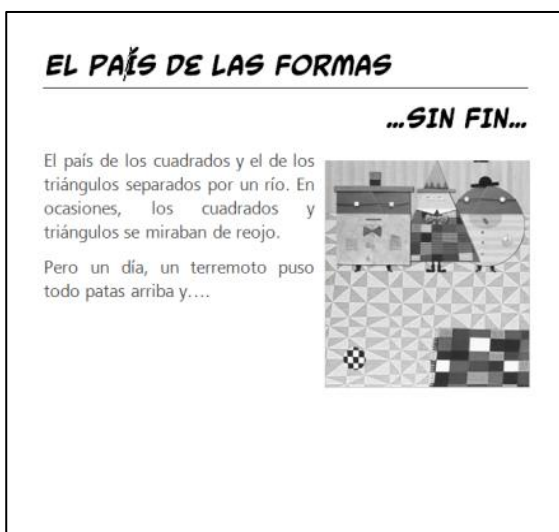 EL PAÍS DE LAS FORMAS
...SIN FIN...
El país de los cuadrados y el de los
triángulos separados por un río. En
ocasiones, los cuadrados y
triángulos se miraban de reojo.
Pero un día, un terremoto puso
todo patas arriba y....